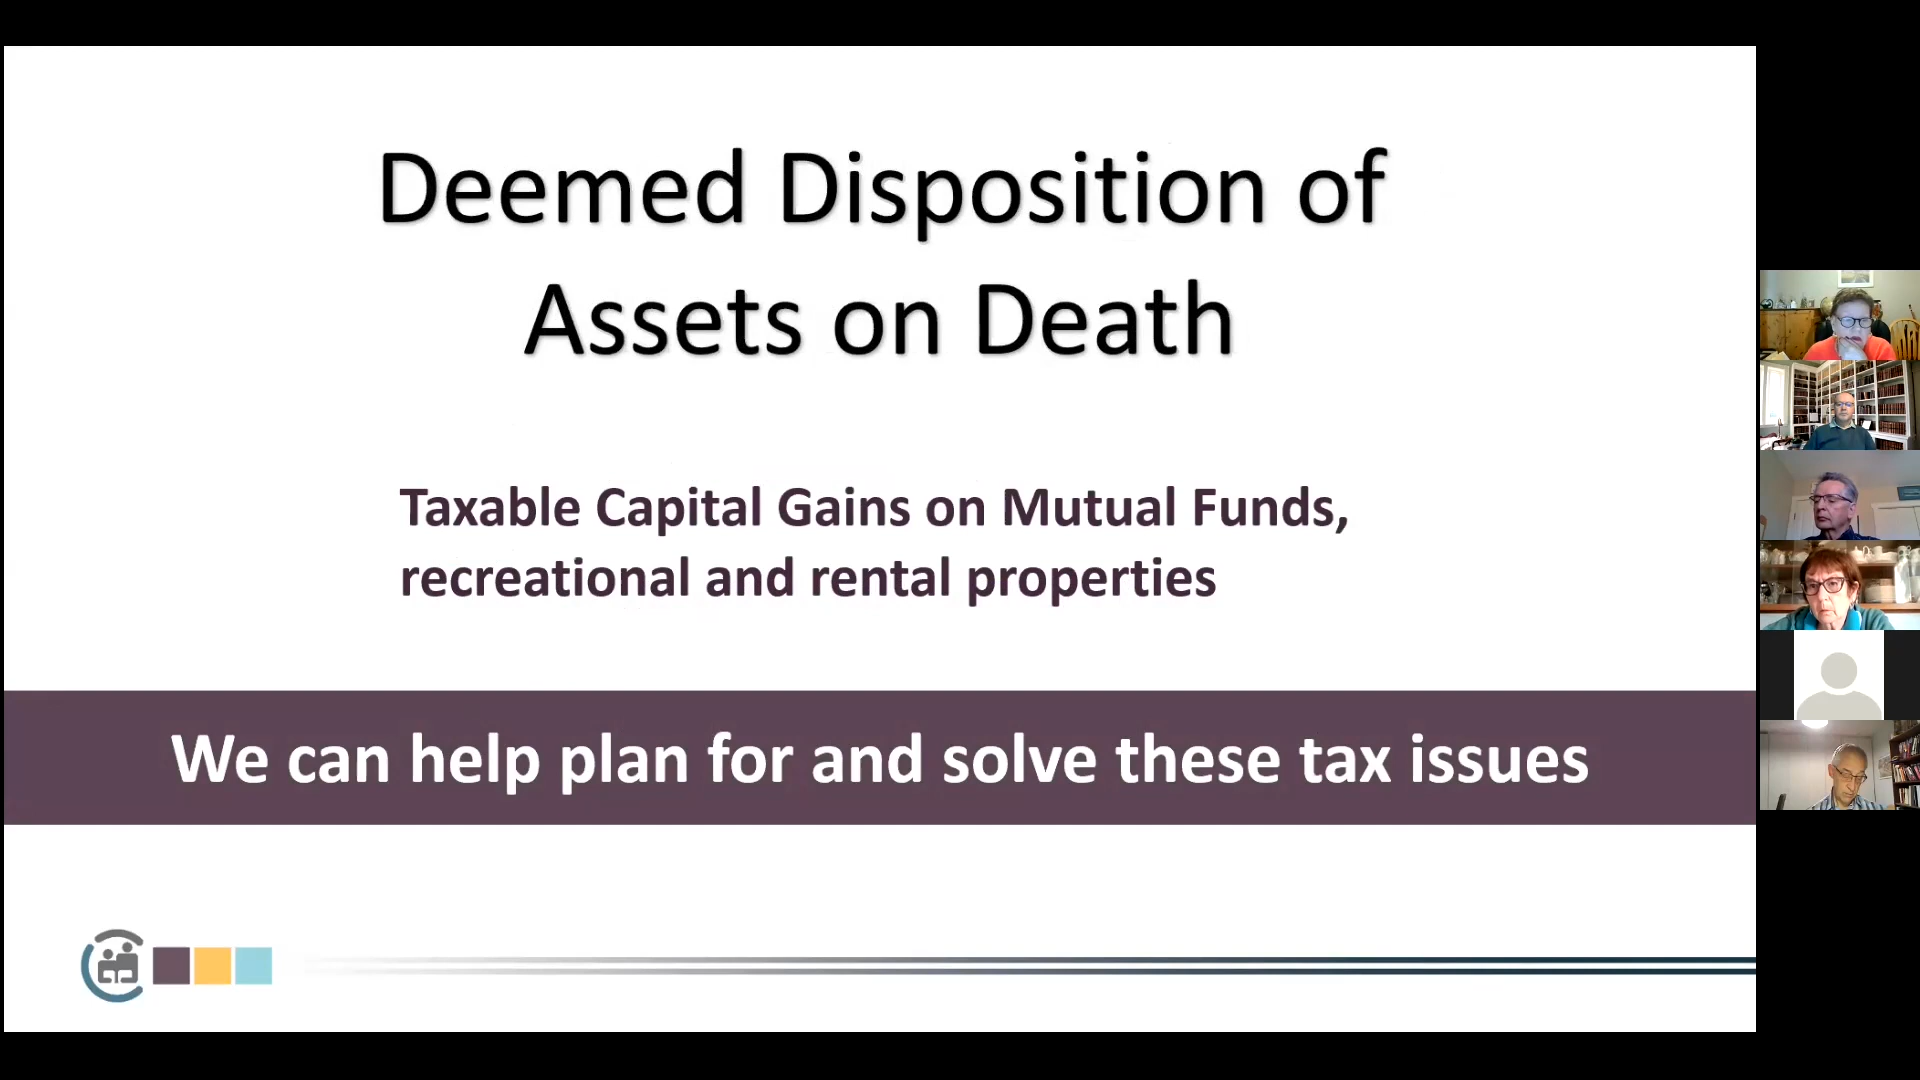 Deemed Disposition of
Assets on Death
Taxable Capital Gains on Mutual Funds,
recreational and rental properties
We can help plan for and solve these tax issues